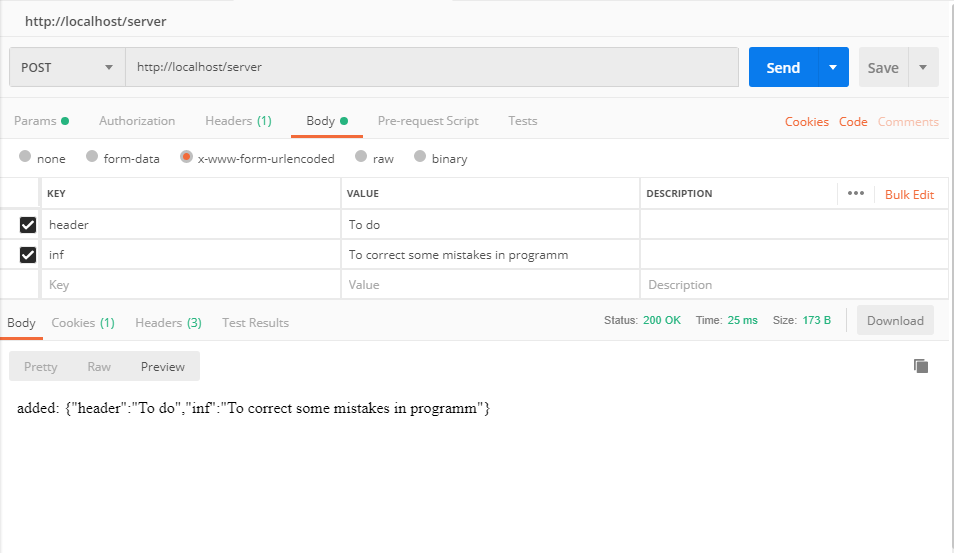 http://localhost/server
POST http://localhost/server Send Save
Params Authorization Headers (1) Body Pre-request Script Tests Cookies Code Comments
none form-data x-www-form-urlencoded raw binary
KEY VALUE DESCRIPTION ••• Bulk Edit
header To do
inf To correct some mistakes in programm
Key Value Description
Body Cookies (1) Headers (3) Test Results Status: 200 OK Time: 25 ms Size: 173 B Download
Pretty Raw Preview
added: {"header":"To do","inf":"To correct some mistakes in programm"}